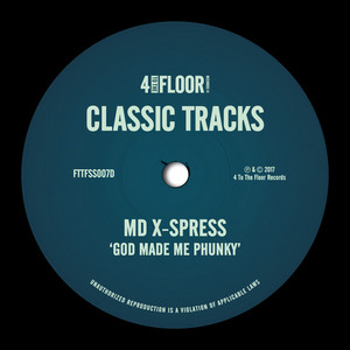 4 TO THE FLOOR
CLASSIC TRACKS
FTTFSS007D
℗ & © 2017
4 To The Floor Records
MD X-SPRESS
‘GOD MADE ME PHUNKY’
UNAUTHORIZED REPRODUCTION IS A VIOLATION OF APPLICABLE LAWS